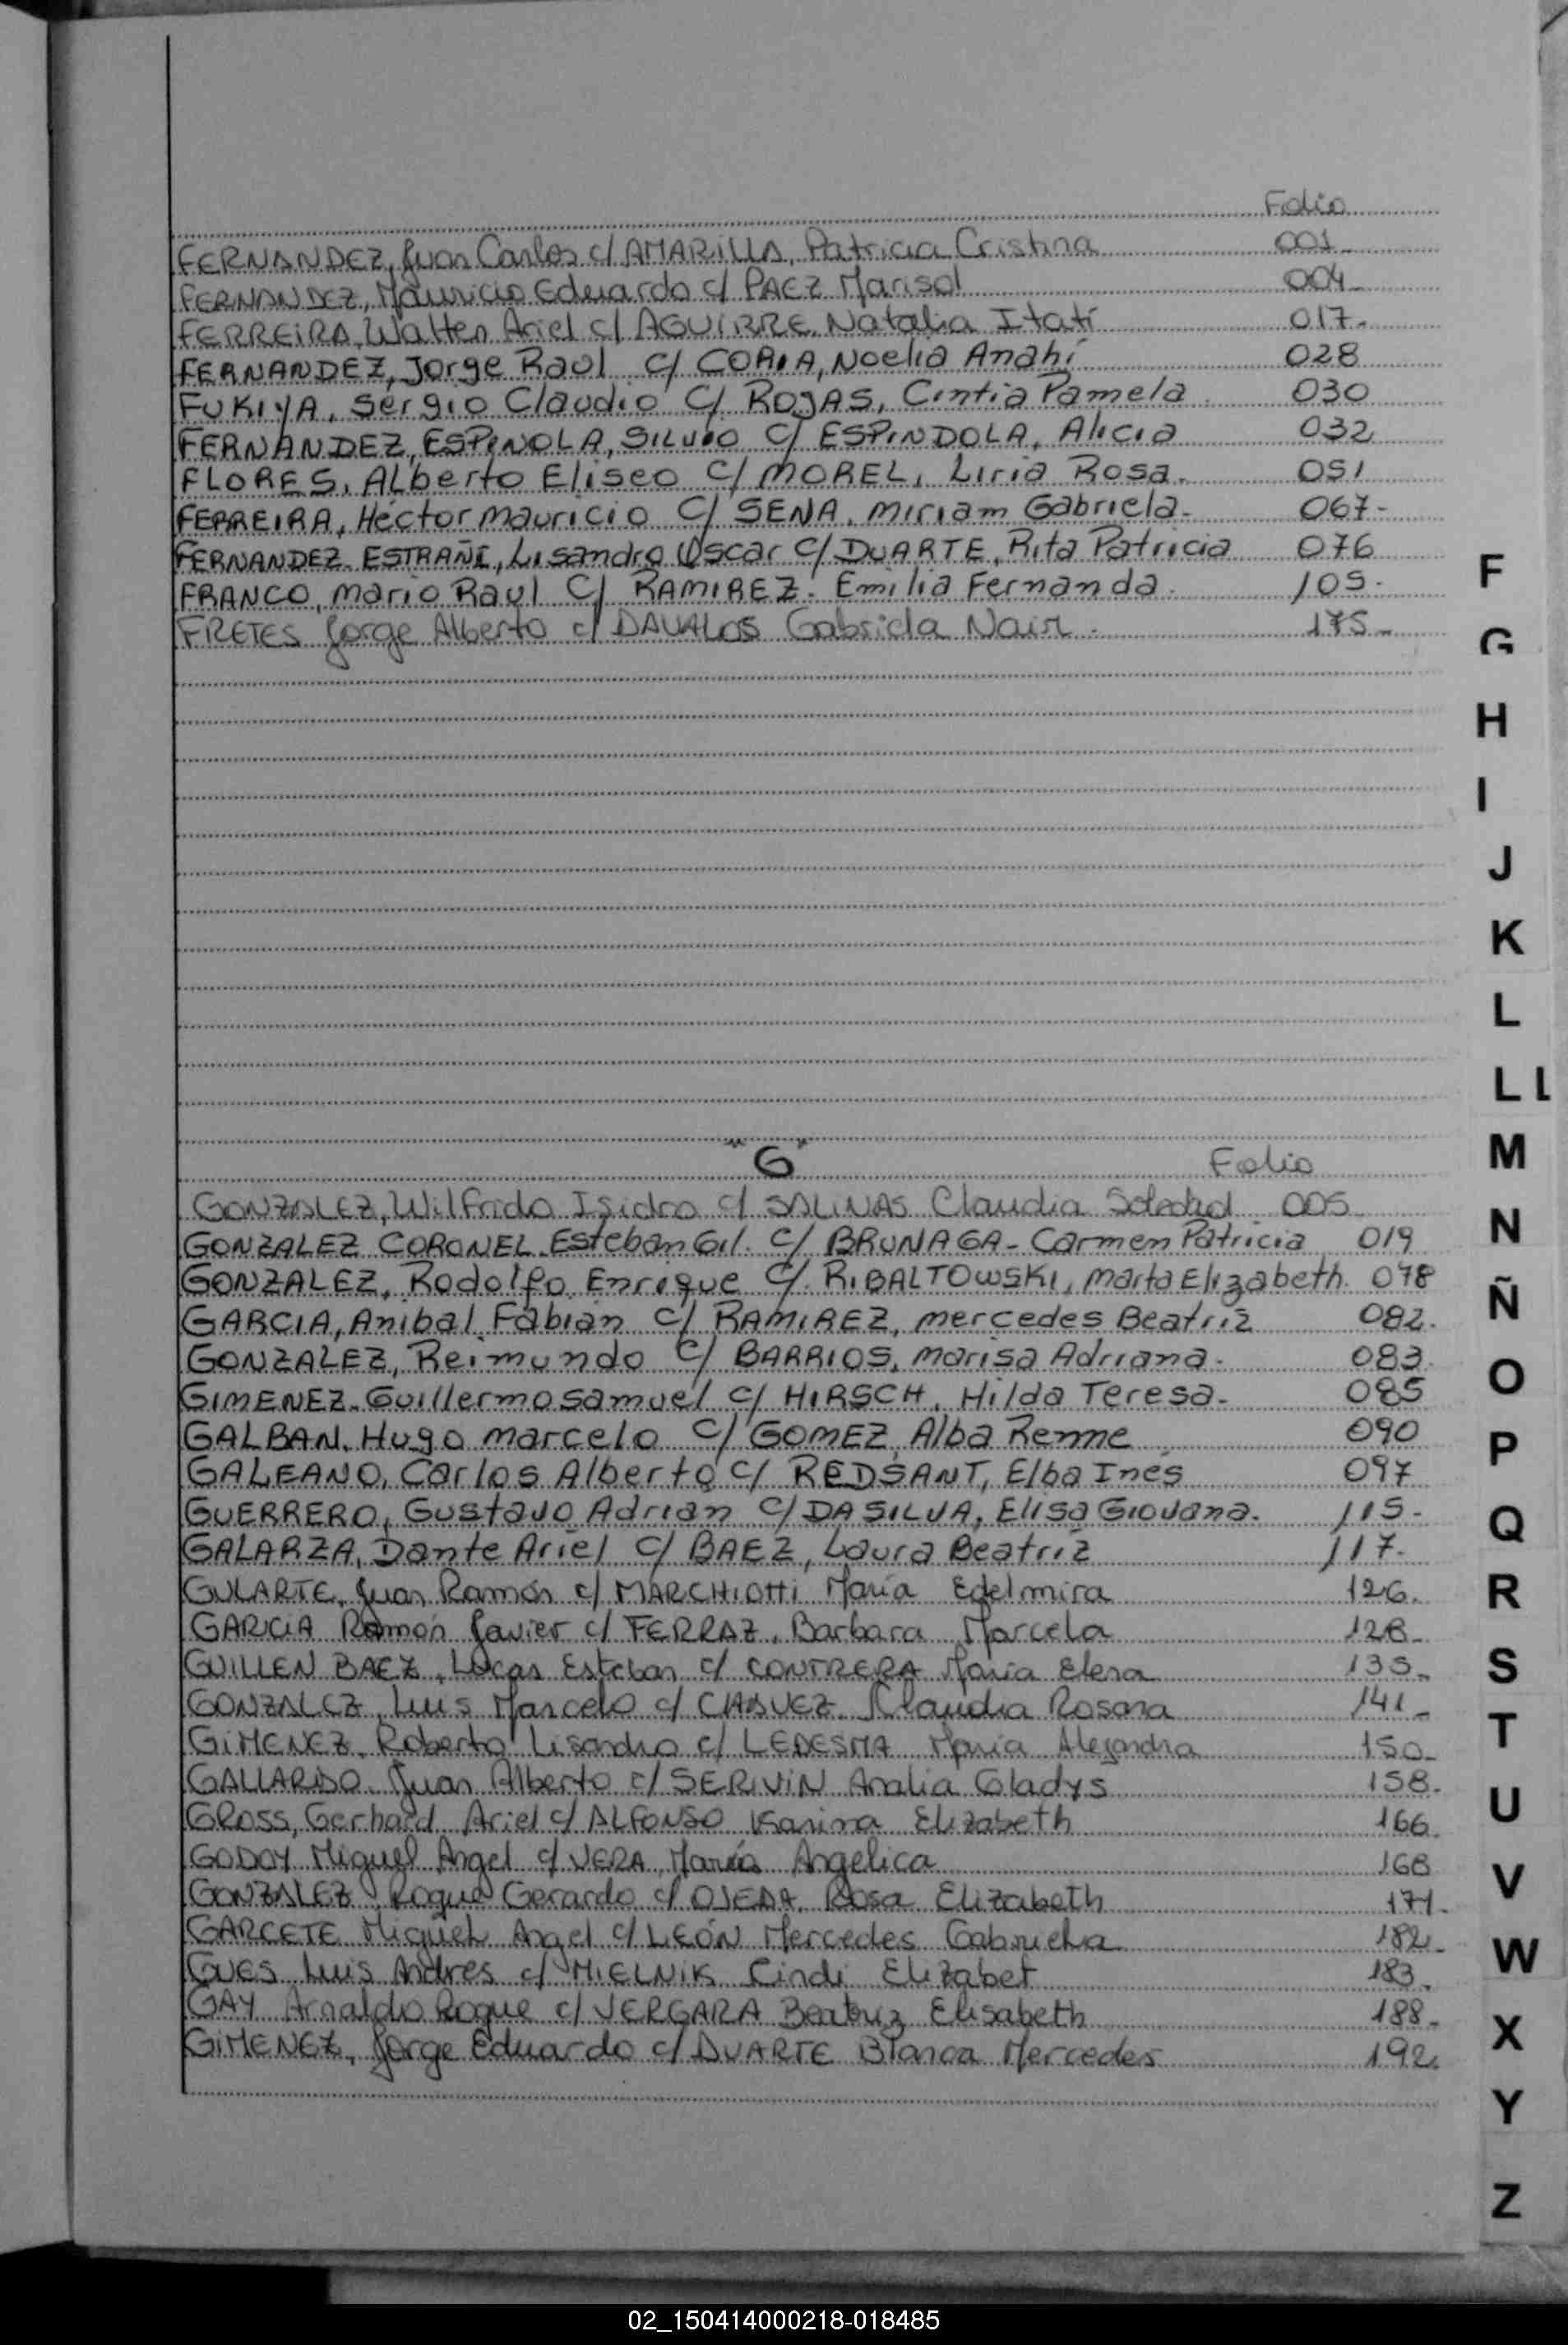 Folio
FERNANDEZ, Juan Carlos c/ AMARILLA, Patricia Cristina 001-
FERNANDEZ, Mauricio Eduardo c/ PAEZ Marisol 004-
FERREIRA, Walter Ariel c/ AGUIRRE, Natalia Itatí 017-
FERNANDEZ, Jorge Raul c/ CORIA, Noelia Anahí 028
FUKIYA, Sergio Claudio c/ ROJAS, Cintia Pamela 030
FERNANDEZ, ESPINOLA, SILVIO c/ ESPINDOLA, Alicia 032
FLORES, Alberto Eliseo c/ MOREL, Liria Rosa. 051
FERREIRA, Hector Mauricio c/ SENA, Miriam Gabriela- 067-
FERNANDEZ ESTRAÑE, Lisandro Oscar c/ DUARTE, Rita Patricia 076
FRANCO, Mario Raul c/ RAMIREZ. Emilia Fernanda. 105-
FRETES Jorge Alberto c/ DAVALOS Gabriela Nair. 175-
"G" Folio
GONZALEZ, Wilfrido Isidro c/ SALINAS Claudia Soledad 005
GONZALEZ CORONEL. Esteban Gil. c/ BRUNAGA- Carmen Patricia 019
GONZALEZ, Rodolfo Enrique c/ RIBALTOWSKI, Marta Elizabeth. 078
GARCIA, Anibal Fabián c/ RAMIREZ, Mercedes Beatriz 082.
GONZALEZ, Reimundo c/ BARRIOS, Marisa Adriana. 083.
GIMENEZ. Guillermo Samuel c/ HIRSCH, Hilda Teresa- 085
GALBAN, Hugo Marcelo c/ GOMEZ, Alba Renne 090
GALEANO, Carlos Alberto c/ REDSANT, Elba Ines 097
GUERRERO, Gustavo Adrian c/ DA SILVA, Elisa Giovana. 115-
GALARZA, Dante Ariel c/ BAEZ, Laura Beatriz 117-
GULARTE, Juan Ramón c/ MARCHIOTTI María Edelmira 126.
GARCIA Ramón Javier c/ FERRAZ, Barbara Marcela 128-
GUILLEN BAEZ, Lucas Esteban c/ CONTRERA María Elena 135-
GONZALEZ, Luis Marcelo c/ CHAVEZ Claudia Rosana 141-
GIMENEZ Roberto Lisandro c/ LEDESMA María Alejandra 150-
GALLARDO Juan Alberto c/ SERIVIN Analia Gladys 158.
GROSS, Gerhard Ariel c/ ALFONSO Karina Elizabeth 166.
GODOY Miguel Angel c/ VERA, María Angélica 168
GONZALEZ Roque Gerardo c/ OJEDA, Rosa Elizabeth 171-
GARCETE Miguel Angel c/ LEÓN Mercedes Gabriela 182-
GUES Luis Andres c/ MIELNIK Cindi Elizabet 183.
GAY Arnaldo Roque c/ VERGARA Beatriz Elisabeth 188-
GIMENEZ, Jorge Eduardo c/ DUARTE Blanca Mercedes 192.
F
G
H
I
J
K
L
LL
M
N
Ñ
O
P
Q
R
S
T
U
V
W
X
Y
Z
02_150414000218-018485